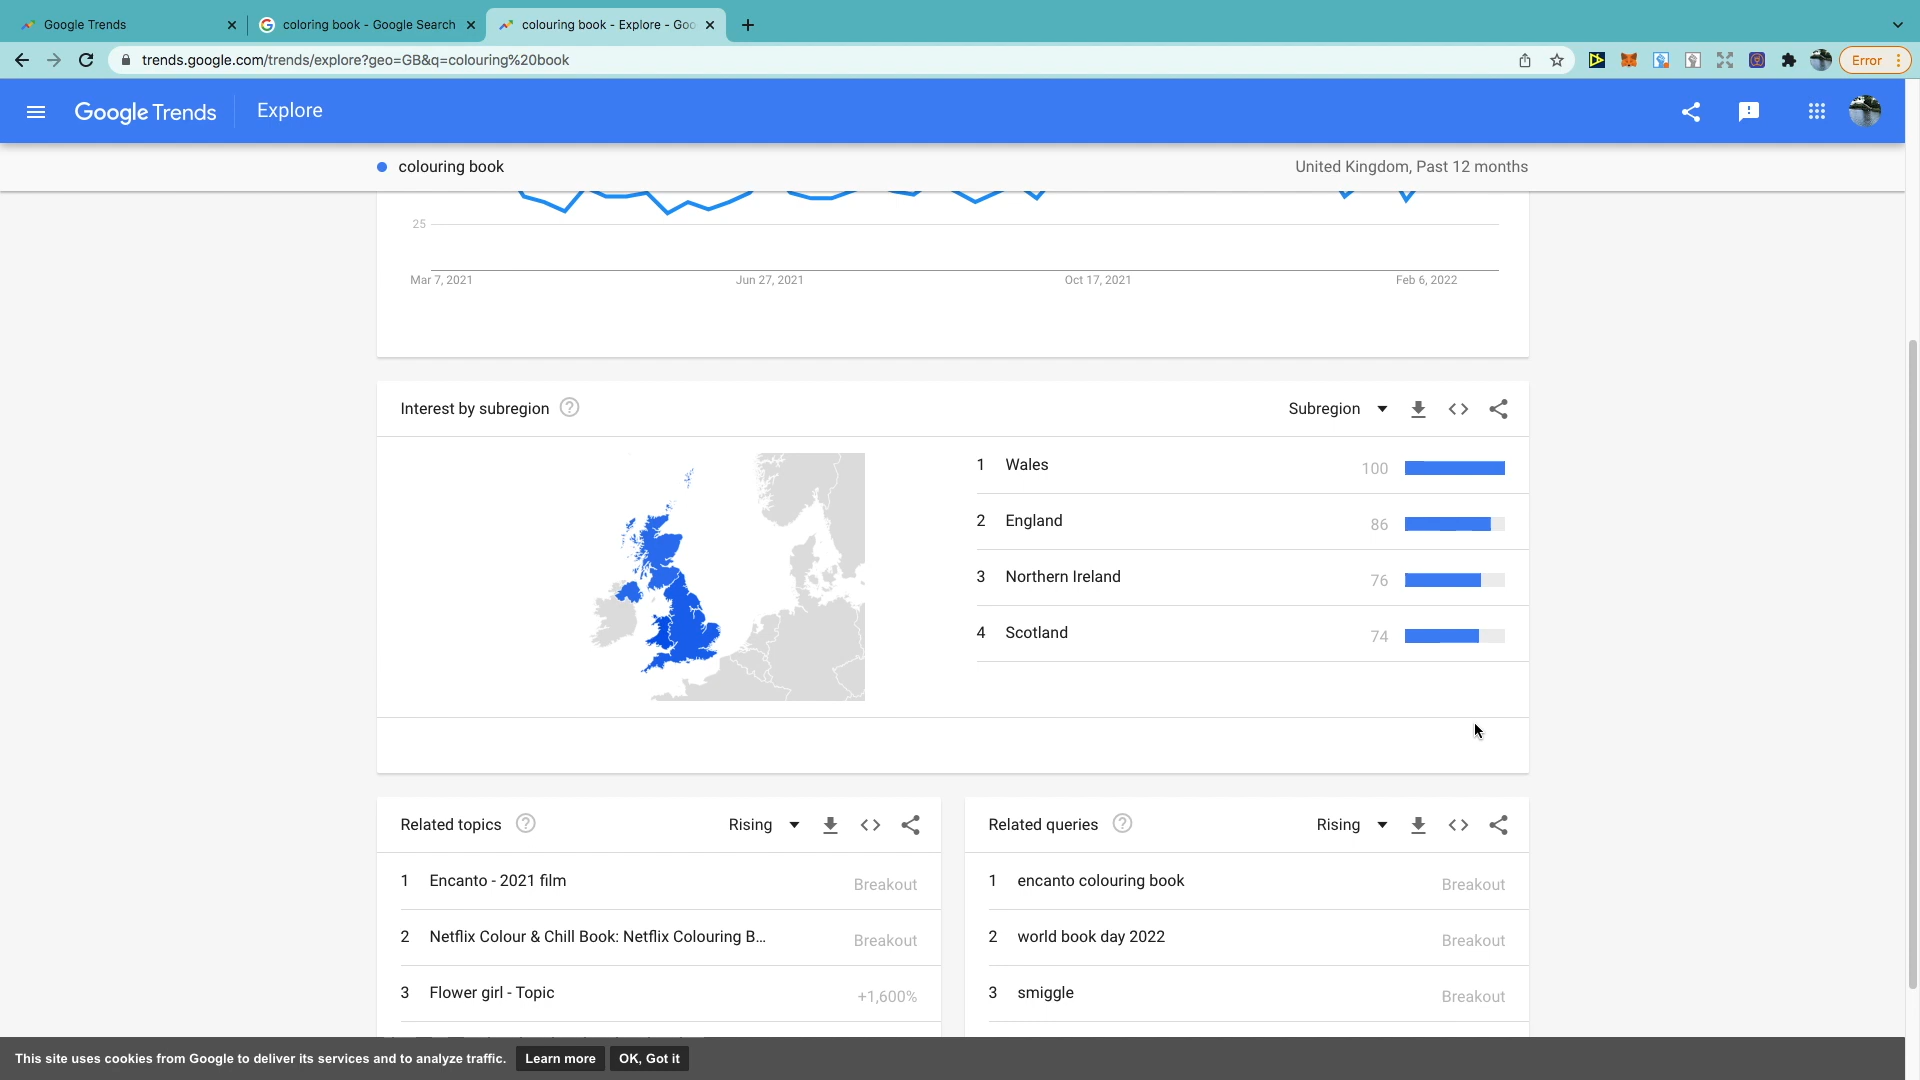 Google Trends
coloring book - Google Search
colouring book - Explore - Goo
trends.google.com/trends/explore?geo=GB&q=colouring%20book
Error
Google Trends
Explore
colouring book
United Kingdom, Past 12 months
25
Mar 7, 2021
Jun 27, 2021
Oct 17, 2021
Feb 6, 2022
Interest by subregion
Subregion
1 Wales 100
2 England 86
3 Northern Ireland 76
4 Scotland 74
Related topics
Rising
1 Encanto - 2021 film Breakout
2 Netflix Colour & Chill Book: Netflix Colouring B... Breakout
3 Flower girl - Topic +1,600%
Related queries
Rising
1 encanto colouring book Breakout
2 world book day 2022 Breakout
3 smiggle Breakout
This site uses cookies from Google to deliver its services and to analyze traffic.
Learn more
OK, Got it